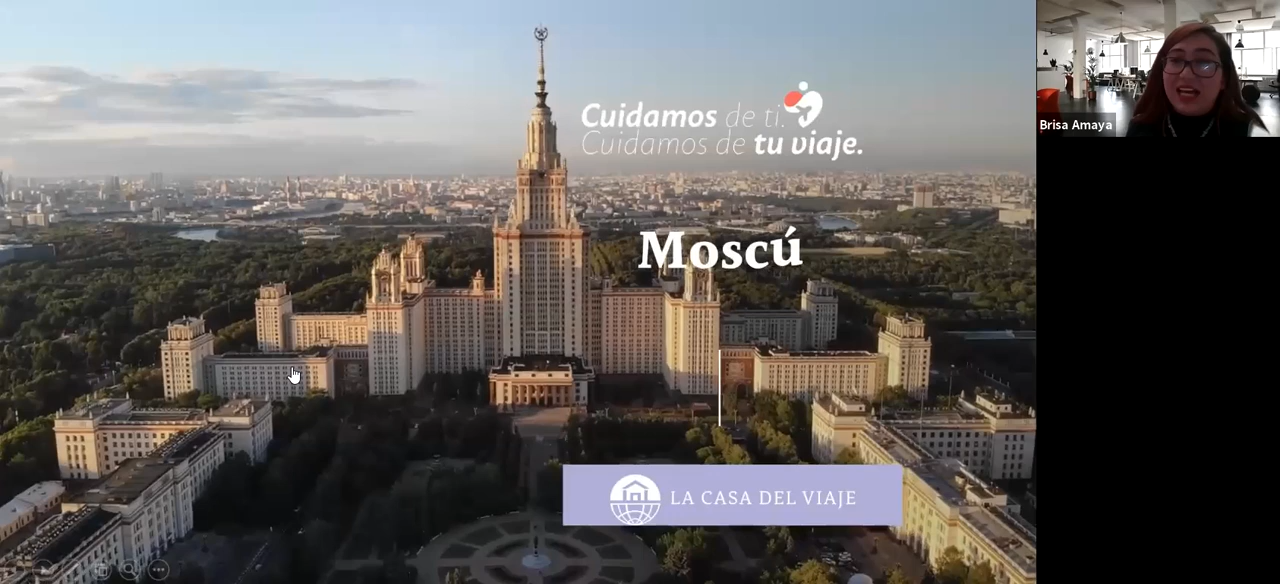 Cuidamos de ti.
Cuidamos de tu viaje.
Moscú
LA CASA DEL VIAJE
Brisa Amaya